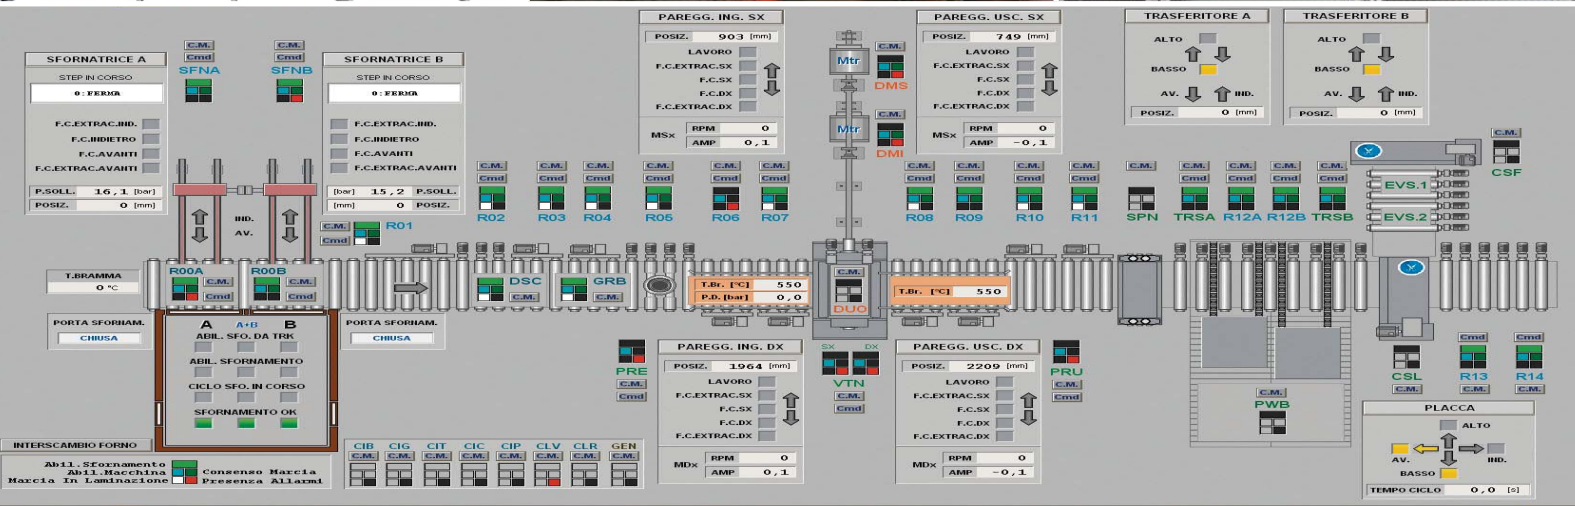 PAREGG. ING. SX
POSIZ. 903 [mm]
LAVORO
F.C.EXTRAC.SX
F.C.SX
F.C.DX
F.C.EXTRAC.DX
MSx
RPM 0
AMP 0,1
Mtr
Mtr
C.M.
DMS
C.M.
DMI
PAREGG. USC. SX
POSIZ. 749 [mm]
LAVORO
F.C.EXTRAC.SX
F.C.SX
F.C.DX
F.C.EXTRAC.DX
MSx
RPM 0
AMP -0,1
TRASFERITORE A
ALTO
BASSO
AV. IND.
POSIZ. 0 [mm]
TRASFERITORE B
ALTO
BASSO
AV. IND.
POSIZ. 0 [mm]
SFORNATRICE A
STEP IN CORSO
0:FERMA
F.C.EXTRAC.IND.
F.C.INDIETRO
F.C.AVANTI
F.C.EXTRAC.AVANTI
P.SOLL. 16,1 [bar]
POSIZ. 0 [mm]
C.M.
Cmd
SFNA
C.M.
Cmd
SFNB
SFORNATRICE B
STEP IN CORSO
0:FERMA
F.C.EXTRAC.IND.
F.C.INDIETRO
F.C.AVANTI
F.C.EXTRAC.AVANTI
[bar] 15,2 P.SOLL.
[mm] 0 POSIZ.
IND.
AV.
C.M.
Cmd
R01
C.M. C.M. C.M. C.M. C.M. C.M.
Cmd Cmd Cmd Cmd Cmd Cmd
R02 R03 R04 R05 R06 R07
C.M. C.M. C.M. C.M. C.M. C.M. C.M. C.M. C.M.
Cmd Cmd Cmd Cmd Cmd Cmd Cmd Cmd
R08 R09 R10 R11 SPN TRSA R12A R12B TRSB
C.M.
CSF
EVS.1
EVS.2
T.BRAMMA
0 °C
R00A
C.M.
Cmd
R00B
C.M.
Cmd
DSC
C.M.
GRB
C.M.
T.Br. [°C] 550
P.D. [bar] 0,0
C.M.
DUO
T.Br. [°C] 550
PORTA SFORNAM.
CHIUSA
A A+B B
ABIL. SFO. DA TRK
ABIL. SFORNAMENTO
CICLO SFO. IN CORSO
SFORNAMENTO OK
PORTA SFORNAM.
CHIUSA
PRE
C.M.
Cmd
PAREGG. ING. DX
POSIZ. 1964 [mm]
LAVORO
F.C.EXTRAC.SX
F.C.SX
F.C.DX
F.C.EXTRAC.DX
MDx
RPM 0
AMP 0,1
SX DX
VTN
C.M.
Cmd
PAREGG. USC. DX
POSIZ. 2209 [mm]
LAVORO
F.C.EXTRAC.SX
F.C.SX
F.C.DX
F.C.EXTRAC.DX
MDx
RPM 0
AMP -0,1
PRU
C.M.
Cmd
C.M.
PWB
CSL
C.M.
Cmd
R13
C.M.
Cmd
R14
C.M.
PLACCA
ALTO
AV. IND.
BASSO
TEMPO CICLO 0,0 [s]
INTERSCAMBIO FORNO
Abil.Sfornamento
Abil.Macchina Consenso Marcia
Marcia In Laminazione Presenza Allarmi
CIB CIG CIT CIC CIP CLV CLR GEN
C.M. C.M. C.M. C.M. C.M. C.M. C.M. C.M.